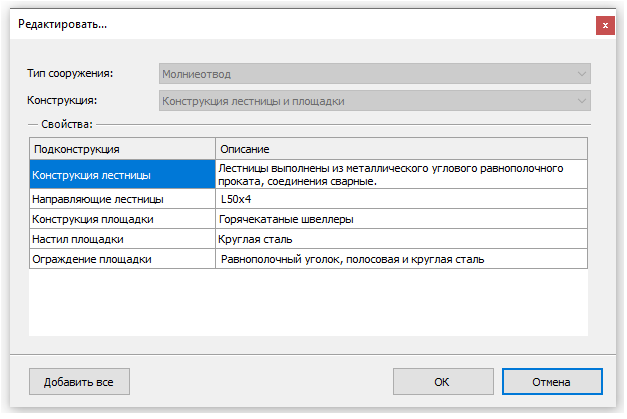 Редактировать...
x
Тип сооружения:
Молниеотвод
Конструкция:
Конструкция лестницы и площадки
Свойства:
Подконструкция Описание
Конструкция лестницы Лестницы выполнены из металлического углового равнополочного
проката, соединения сварные.
Направляющие лестницы L50x4
Конструкция площадки Горячекатаные швеллеры
Настил площадки Круглая сталь
Ограждение площадки Равнополочный уголок, полосовая и круглая сталь
Добавить все OK Отмена